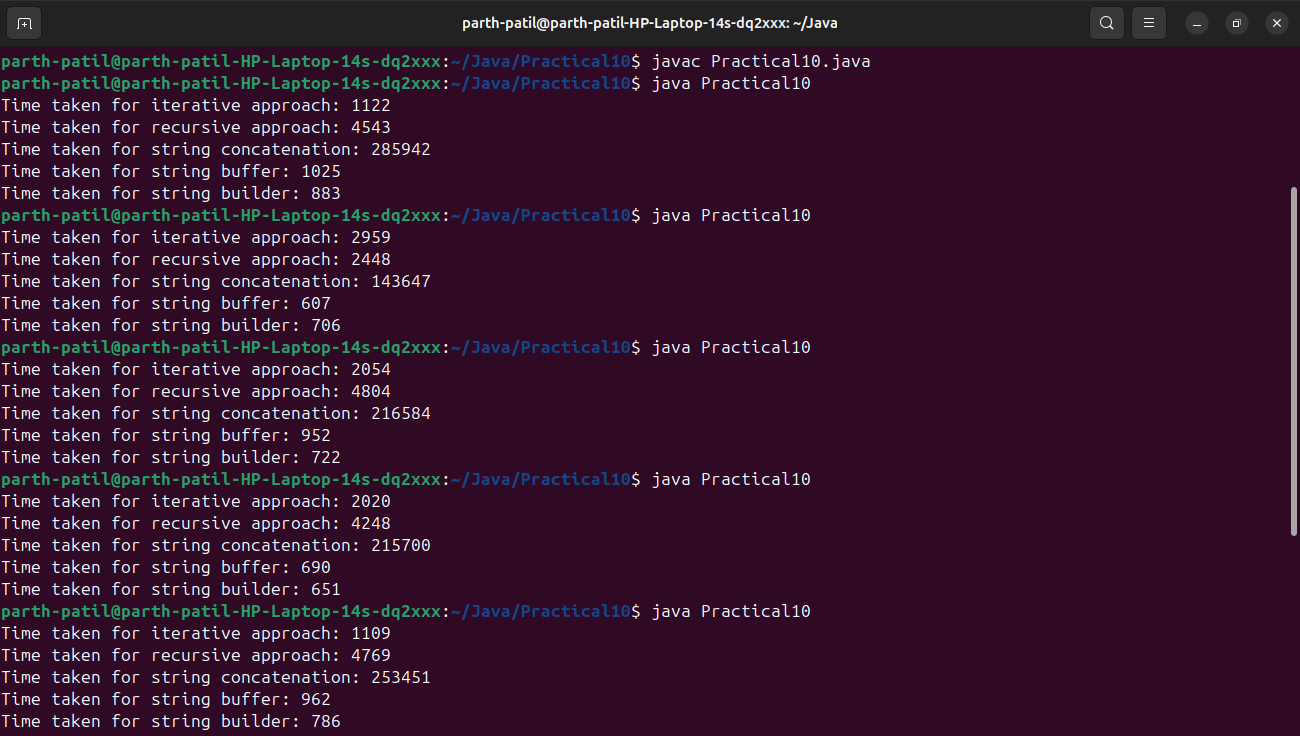 parth-patil@parth-patil-HP-Laptop-14s-dq2xxx: ~/Java
parth-patil@parth-patil-HP-Laptop-14s-dq2xxx:~/Java/Practical10$ javac Practical10.java
parth-patil@parth-patil-HP-Laptop-14s-dq2xxx:~/Java/Practical10$ java Practical10
Time taken for iterative approach: 1122
Time taken for recursive approach: 4543
Time taken for string concatenation: 285942
Time taken for string buffer: 1025
Time taken for string builder: 883
parth-patil@parth-patil-HP-Laptop-14s-dq2xxx:~/Java/Practical10$ java Practical10
Time taken for iterative approach: 2959
Time taken for recursive approach: 2448
Time taken for string concatenation: 143647
Time taken for string buffer: 607
Time taken for string builder: 706
parth-patil@parth-patil-HP-Laptop-14s-dq2xxx:~/Java/Practical10$ java Practical10
Time taken for iterative approach: 2054
Time taken for recursive approach: 4804
Time taken for string concatenation: 216584
Time taken for string buffer: 952
Time taken for string builder: 722
parth-patil@parth-patil-HP-Laptop-14s-dq2xxx:~/Java/Practical10$ java Practical10
Time taken for iterative approach: 2020
Time taken for recursive approach: 4248
Time taken for string concatenation: 215700
Time taken for string buffer: 690
Time taken for string builder: 651
parth-patil@parth-patil-HP-Laptop-14s-dq2xxx:~/Java/Practical10$ java Practical10
Time taken for iterative approach: 1109
Time taken for recursive approach: 4769
Time taken for string concatenation: 253451
Time taken for string buffer: 962
Time taken for string builder: 786